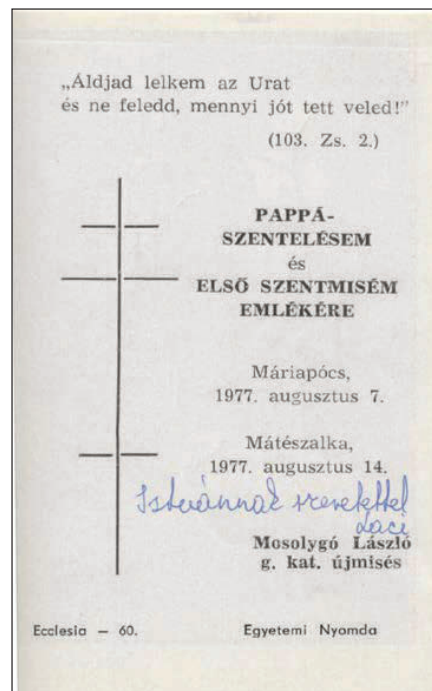 „Áldjad lelkem az Urat
és ne feledd, mennyi jót tett veled!”
(103. Zs. 2.)
PAPPÁ-
SZENTELÉSEM
és
ELSŐ SZENTMISÉM
EMLÉKÉRE
Máriapócs,
1977. augusztus 7.
Mátészalka,
1977. augusztus 14.
Istvánnak szeretettel
Laci
Mosolygó László
g. kat. újmisés
Ecclesia — 60. Egyetemi Nyomda